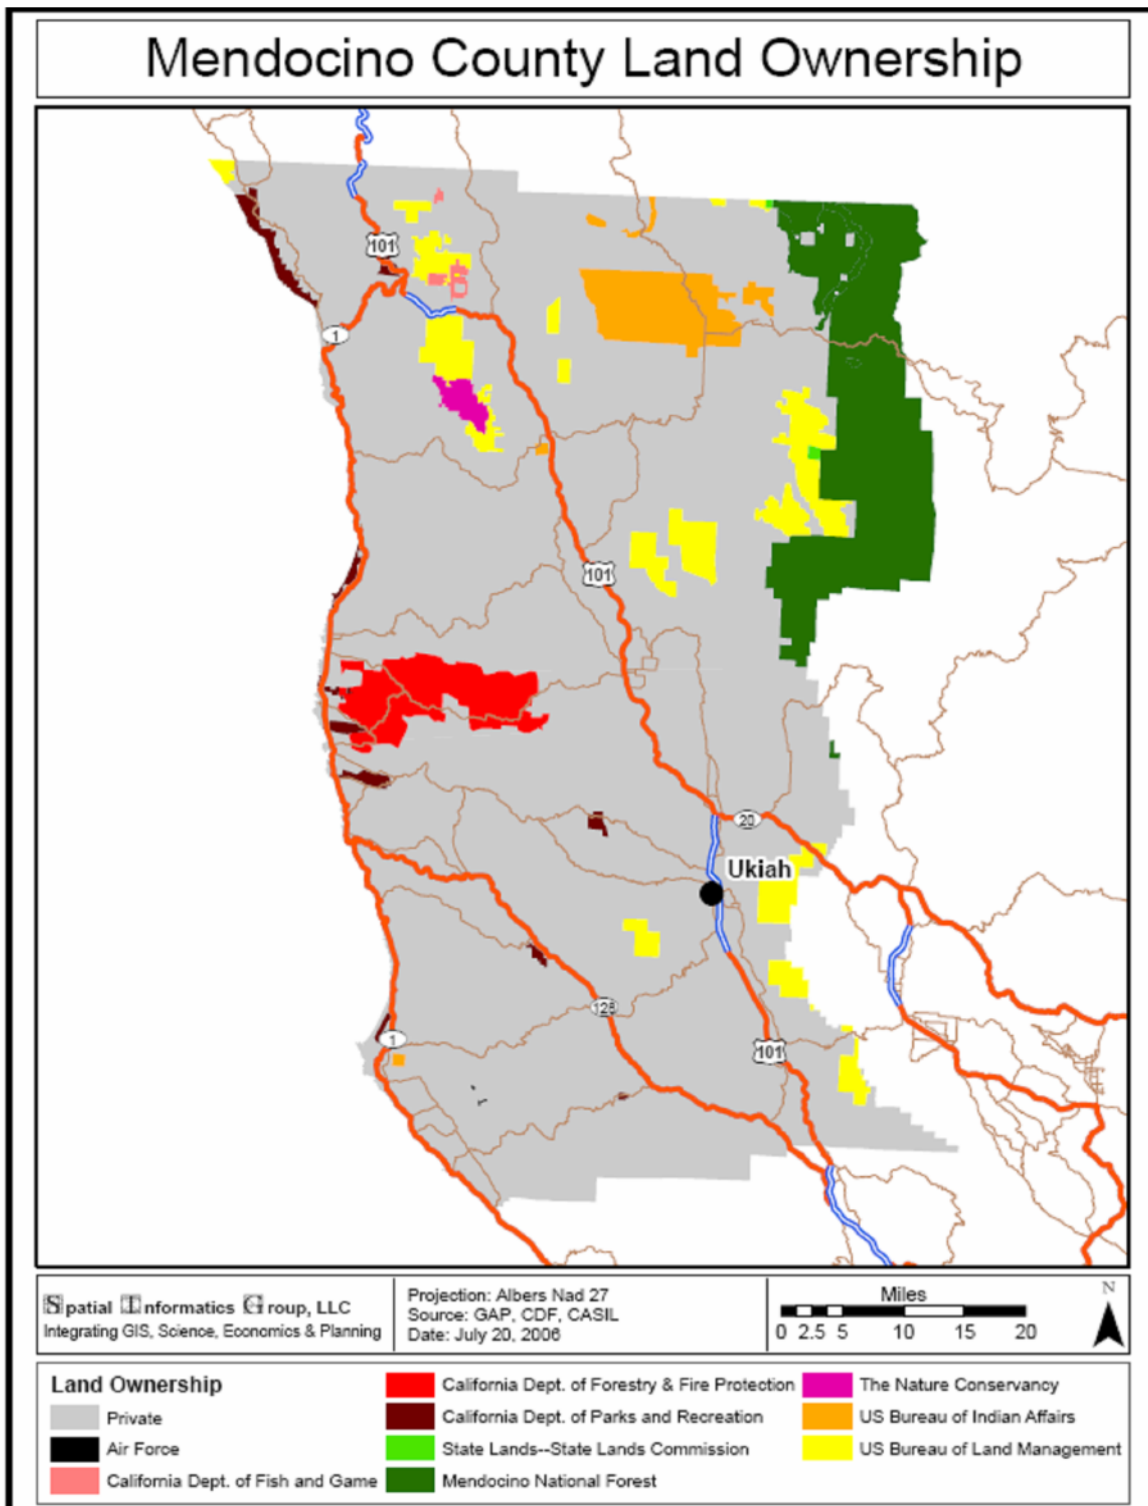 Mendocino County Land Ownership
101
1
101
20
Ukiah
128
1
101
Spatial Informatics Group, LLC
Integrating GIS, Science, Economics & Planning
Projection: Albers Nad 27
Source: GAP, CDF, CASIL
Date: July 20, 2006
Miles
0 2.5 5 10 15 20
N
Land Ownership
Private
Air Force
California Dept. of Fish and Game
California Dept. of Forestry & Fire Protection
California Dept. of Parks and Recreation
State Lands--State Lands Commission
Mendocino National Forest
The Nature Conservancy
US Bureau of Indian Affairs
US Bureau of Land Management